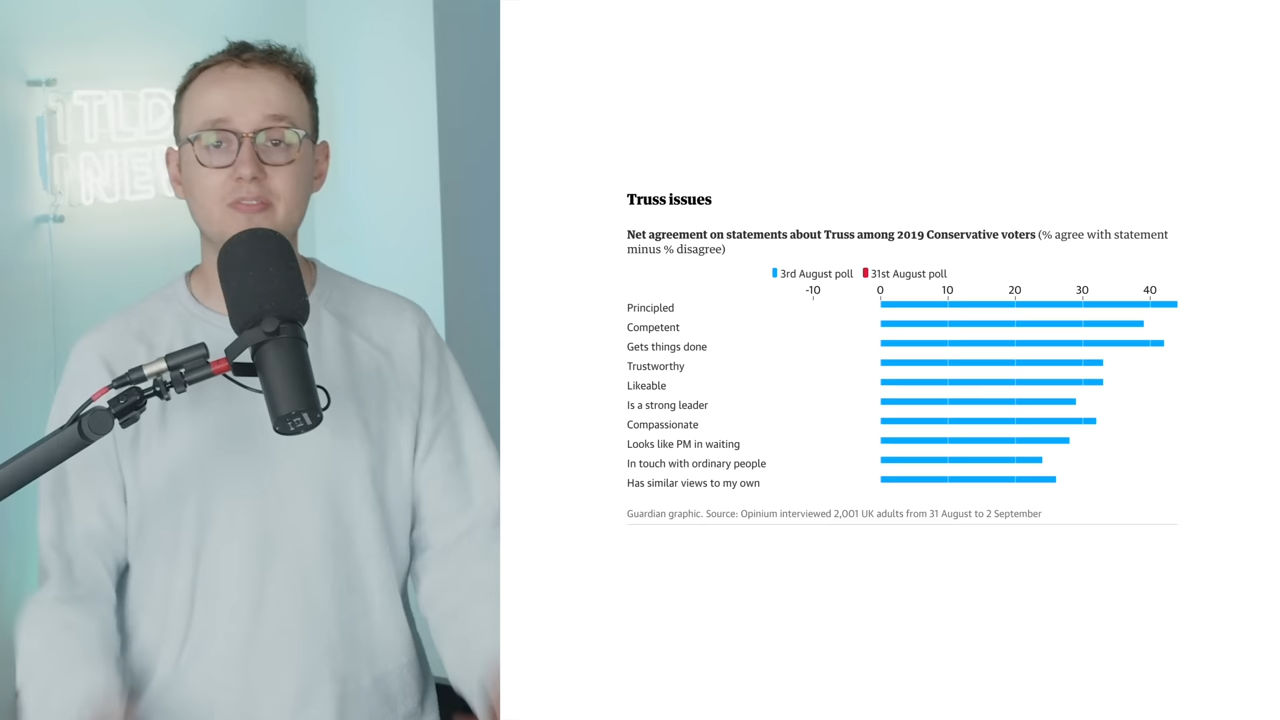 TLD
NE
Truss issues
Net agreement on statements about Truss among 2019 Conservative voters (% agree with statement
minus % disagree)
3rd August poll 31st August poll
-10 0 10 20 30 40
Principled
Competent
Gets things done
Trustworthy
Likeable
Is a strong leader
Compassionate
Looks like PM in waiting
In touch with ordinary people
Has similar views to my own
Guardian graphic. Source: Opinium interviewed 2,001 UK adults from 31 August to 2 September